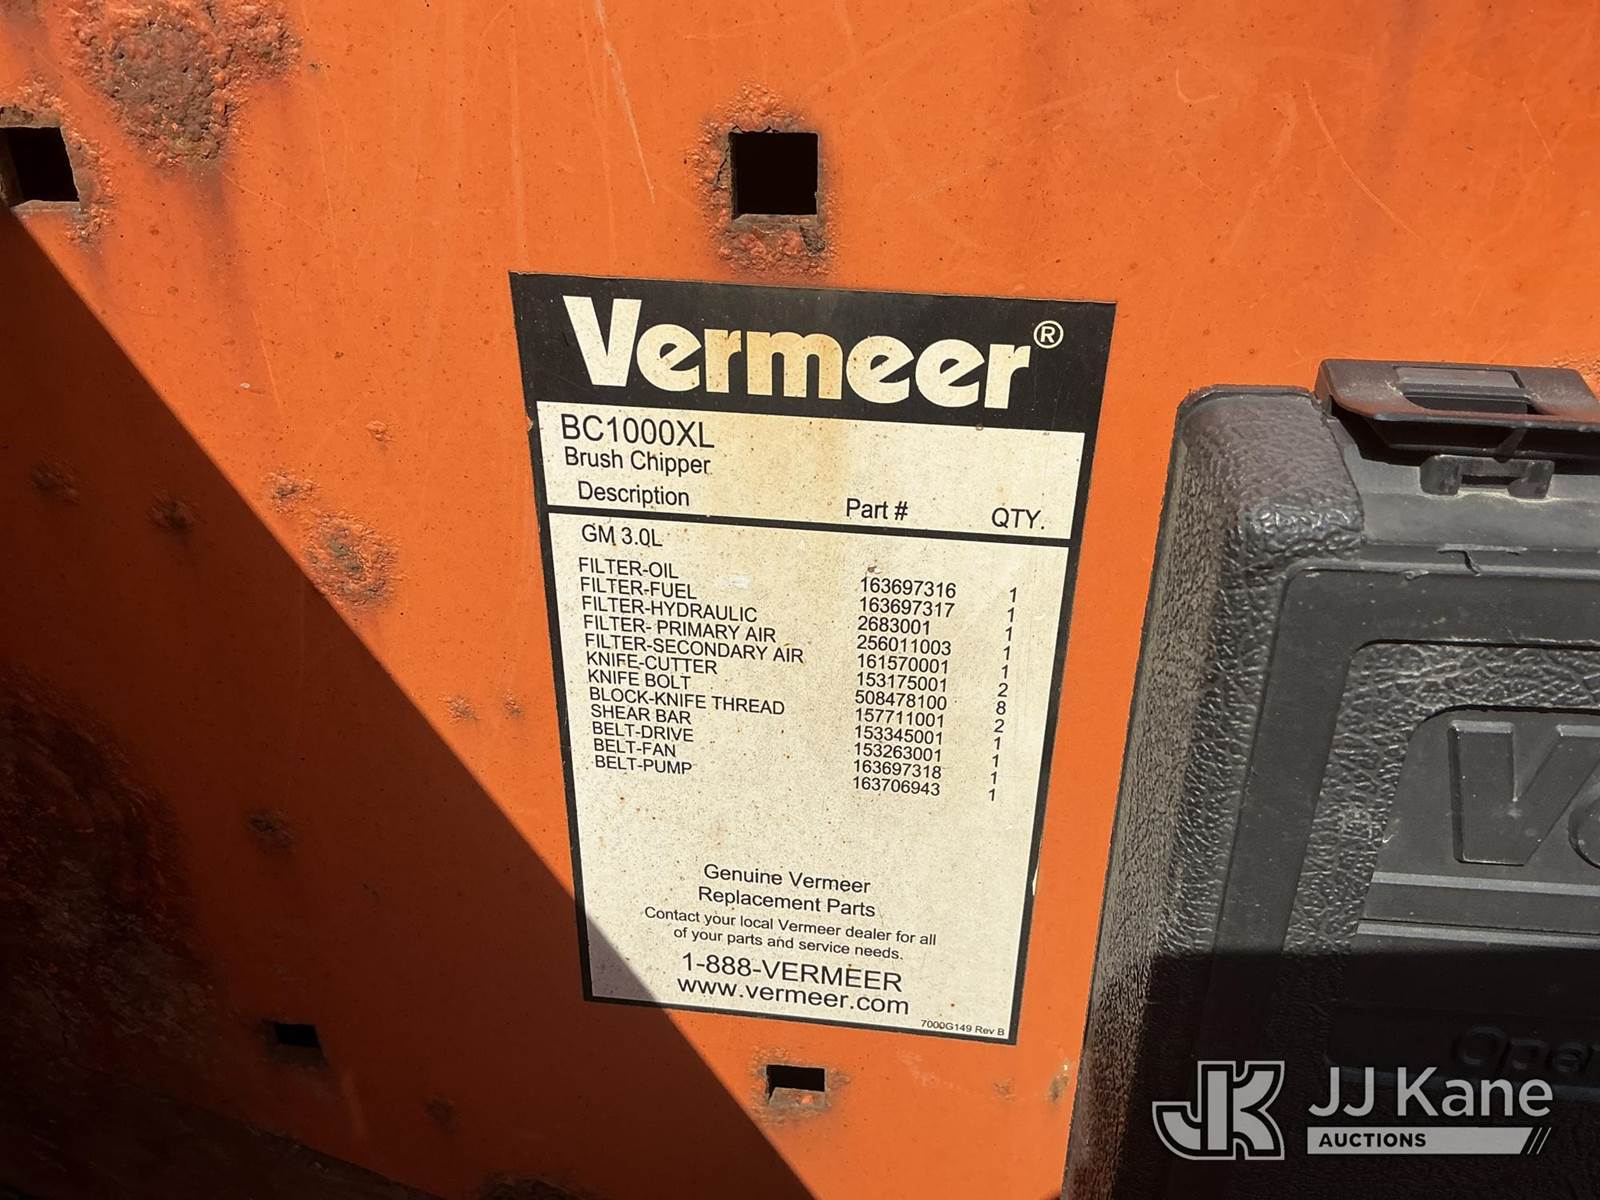 Vermeer®
BC1000XL
Brush Chipper
Description Part # QTY.
GM 3.0L
FILTER-OIL 163697316 1
FILTER-FUEL 163697317 1
FILTER-HYDRAULIC 2683001 1
FILTER- PRIMARY AIR 256011003 1
FILTER-SECONDARY AIR 161570001 1
KNIFE-CUTTER 153175001 2
KNIFE BOLT 508478100 8
BLOCK-KNIFE THREAD 157711001 2
SHEAR BAR 153345001 1
BELT-DRIVE 153263001 1
BELT-FAN 163697318 1
BELT-PUMP 163706943 1
Genuine Vermeer
Replacement Parts
Contact your local Vermeer dealer for all
of your parts and service needs.
1-888-VERMEER
www.vermeer.com
7000G149 Rev B
JJ Kane
AUCTIONS